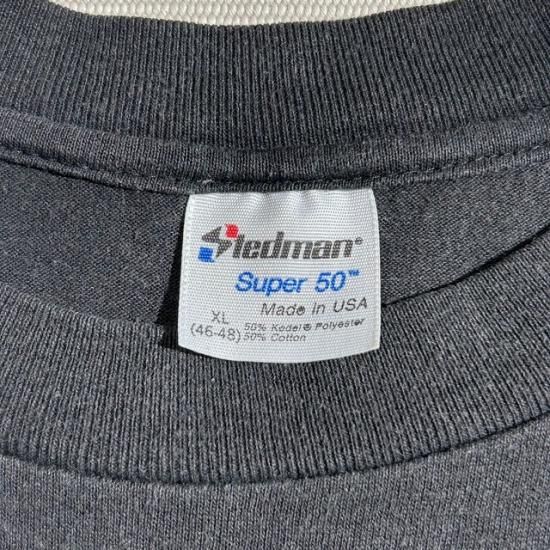 Stedman®
Super 50™
Made in USA
XL
(46-48)
50% Kodel® Polyester
50% Cotton